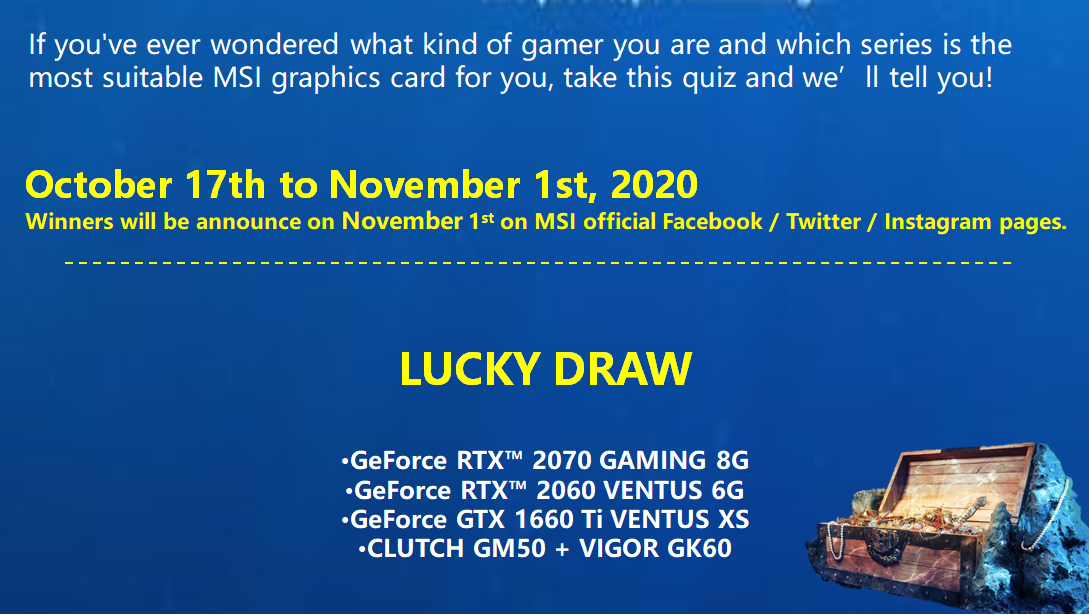 If you've ever wondered what kind of gamer you are and which series is the
most suitable MSI graphics card for you, take this quiz and we’ll tell you!
October 17th to November 1st, 2020
Winners will be announce on November 1st on MSI official Facebook / Twitter / Instagram pages.
LUCKY DRAW
•GeForce RTX™ 2070 GAMING 8G
•GeForce RTX™ 2060 VENTUS 6G
•GeForce GTX 1660 Ti VENTUS XS
•CLUTCH GM50 + VIGOR GK60